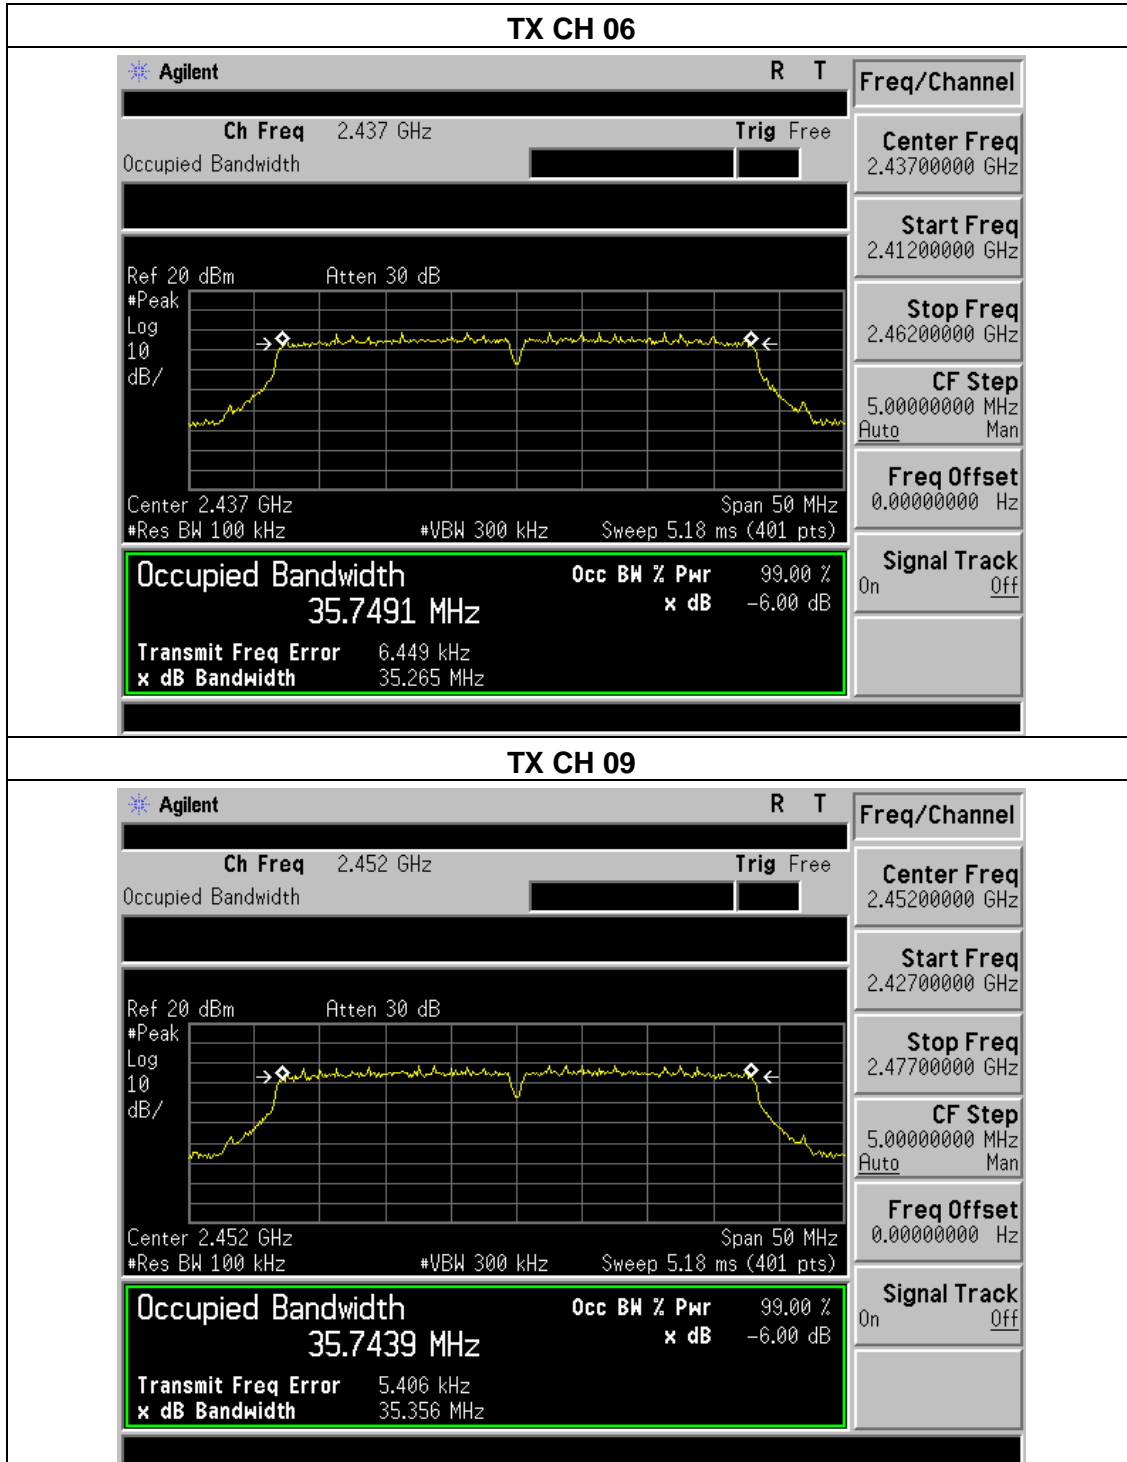 TX CH 06
Agilent R T
Freq/Channel
Ch Freq 2.437 GHz Trig Free
Occupied Bandwidth
Center Freq
2.43700000 GHz
Start Freq
2.41200000 GHz
Ref 20 dBm Atten 30 dB
#Peak
Log
10
dB/
Stop Freq
2.46200000 GHz
CF Step
5.00000000 MHz
Auto Man
Freq Offset
0.00000000 Hz
Center 2.437 GHz Span 50 MHz
#Res BW 100 kHz #VBW 300 kHz Sweep 5.18 ms (401 pts)
Signal Track
On Off
Occupied Bandwidth Occ BW % Pwr 99.00 %
35.7491 MHz x dB -6.00 dB
Transmit Freq Error 6.449 kHz
x dB Bandwidth 35.265 MHz
TX CH 09
Agilent R T
Freq/Channel
Ch Freq 2.452 GHz Trig Free
Occupied Bandwidth
Center Freq
2.45200000 GHz
Start Freq
2.42700000 GHz
Ref 20 dBm Atten 30 dB
#Peak
Log
10
dB/
Stop Freq
2.47700000 GHz
CF Step
5.00000000 MHz
Auto Man
Freq Offset
0.00000000 Hz
Center 2.452 GHz Span 50 MHz
#Res BW 100 kHz #VBW 300 kHz Sweep 5.18 ms (401 pts)
Signal Track
On Off
Occupied Bandwidth Occ BW % Pwr 99.00 %
35.7439 MHz x dB -6.00 dB
Transmit Freq Error 5.406 kHz
x dB Bandwidth 35.356 MHz